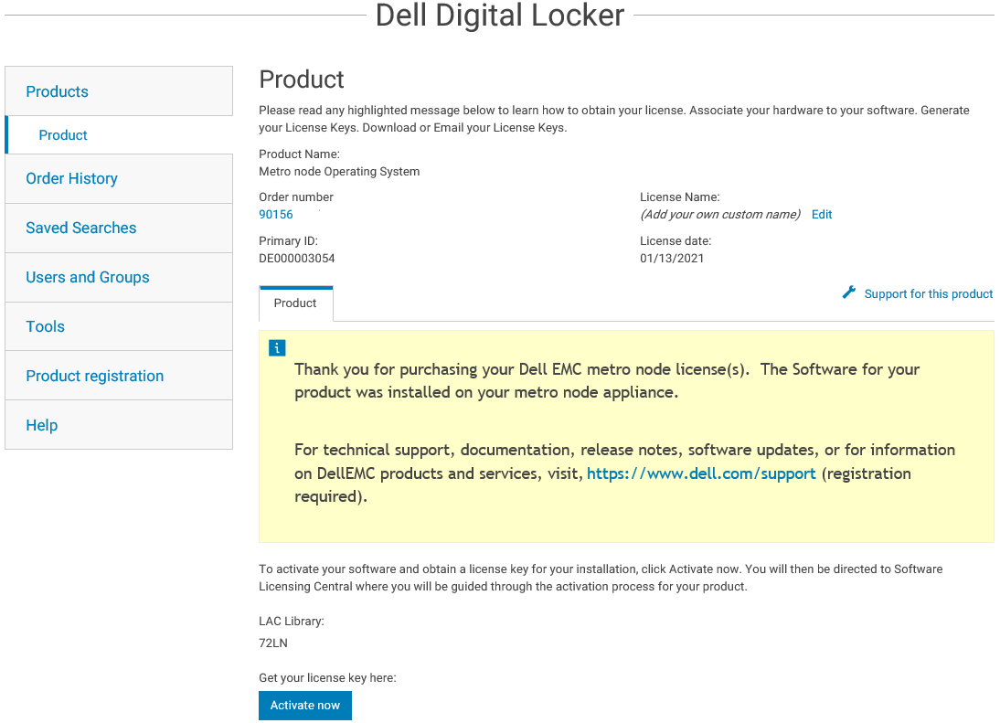 Dell Digital Locker
Products
Product
Order History
Saved Searches
Users and Groups
Tools
Product registration
Help
Product
Please read any highlighted message below to learn how to obtain your license. Associate your hardware to your software. Generate
your License Keys. Download or Email your License Keys.
Product Name:
Metro node Operating System
Order number
90156
License Name:
(Add your own custom name) Edit
Primary ID:
DE000003054
License date:
01/13/2021
Product
Support for this product
i
Thank you for purchasing your Dell EMC metro node license(s). The Software for your
product was installed on your metro node appliance.
For technical support, documentation, release notes, software updates, or for information
on DellEMC products and services, visit, https://www.dell.com/support (registration
required).
To activate your software and obtain a license key for your installation, click Activate now. You will then be directed to Software
Licensing Central where you will be guided through the activation process for your product.
LAC Library:
72LN
Get your license key here:
Activate now